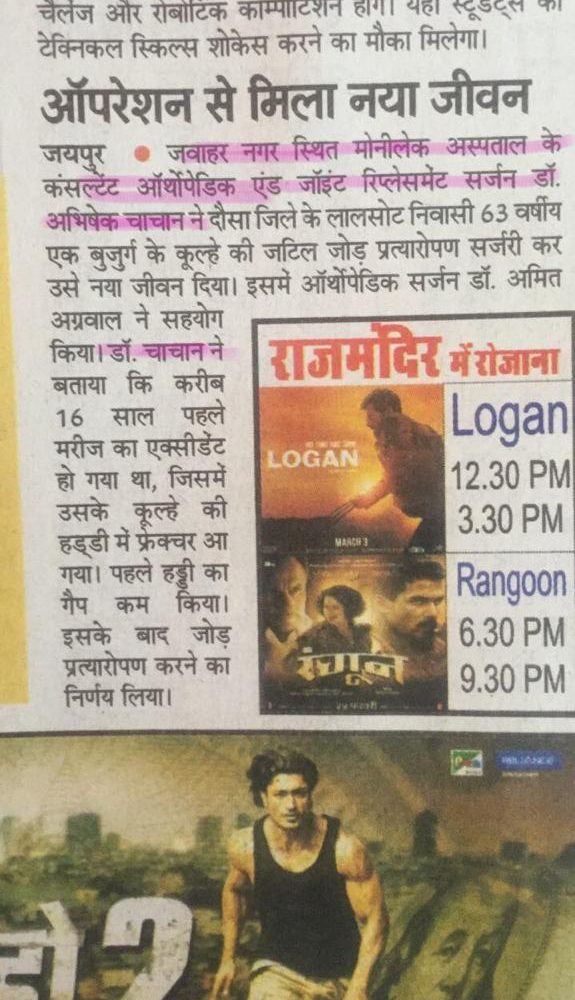 चैलेंज और रोबोटिक कॉम्पीटिशन होगा। यहां स्टूडेंट्स को
टेक्निकल स्किल्स शोकेस करने का मौका मिलेगा।
ऑपरेशन से मिला नया जीवन
जयपुर • जवाहर नगर स्थित मोनीलेक अस्पताल के
कंसल्टेंट ऑर्थोपेडिक एंड जॉइंट रिप्लेसमेंट सर्जन डॉ.
अभिषेक चाचान ने दौसा जिले के लालसोट निवासी 63 वर्षीय
एक बुजुर्ग के कूल्हे की जटिल जोड़ प्रत्यारोपण सर्जरी कर
उसे नया जीवन दिया। इसमें ऑर्थोपेडिक सर्जन डॉ. अमित
अग्रवाल ने सहयोग
किया। डॉ. चाचान ने
बताया कि करीब
16 साल पहले
मरीज का एक्सीडेंट
हो गया था, जिसमें
उसके कूल्हे की
हड्डी में फ्रेक्चर आ
गया। पहले हड्डी का
गैप कम किया।
इसके बाद जोड़
प्रत्यारोपण करने का
निर्णय लिया।
राजमंदिर में रोजाना
LOGAN
MARCH 3
Logan
12.30 PM
3.30 PM
रंगून
२४ फरवरी
Rangoon
6.30 PM
9.30 PM
RELIANCE
डो 2